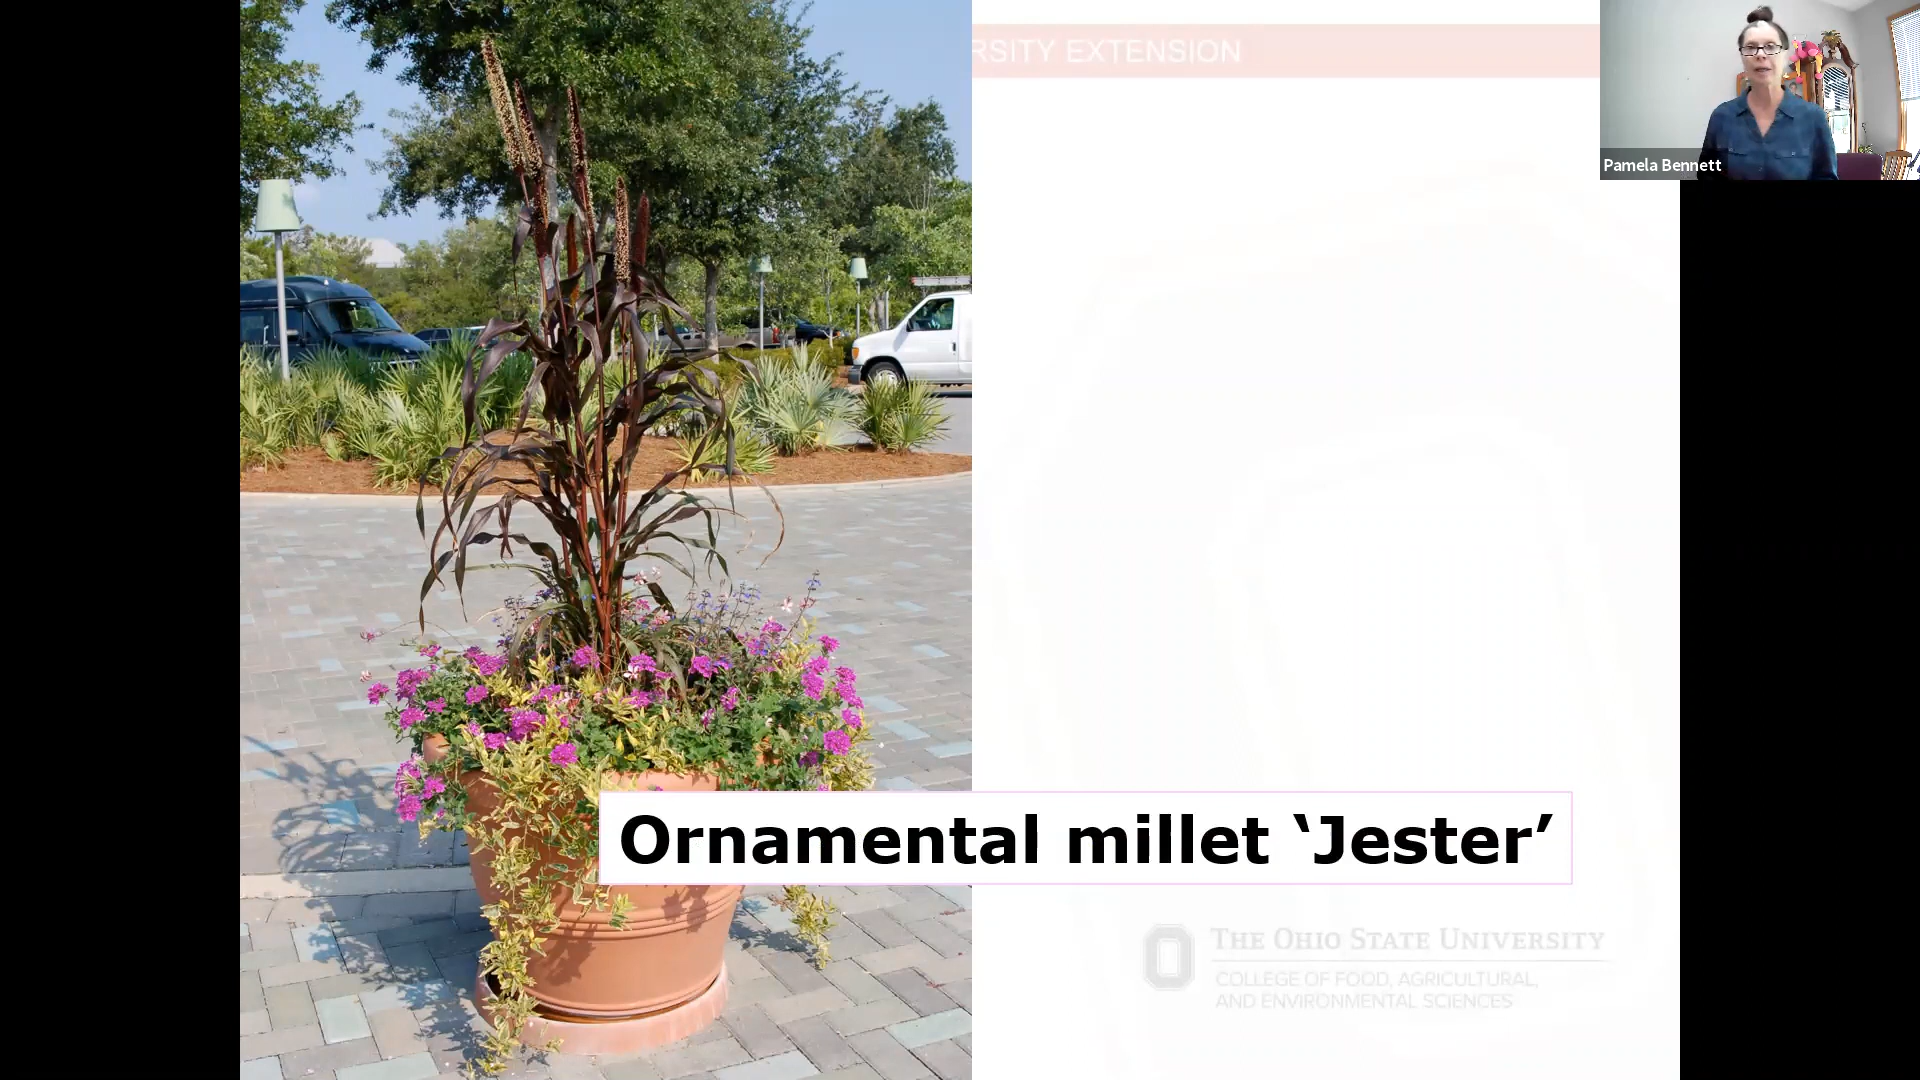 RSITY EXTENSION
Pamela Bennett
Ornamental millet ‘Jester’
THE OHIO STATE UNIVERSITY
COLLEGE OF FOOD, AGRICULTURAL,
AND ENVIRONMENTAL SCIENCES